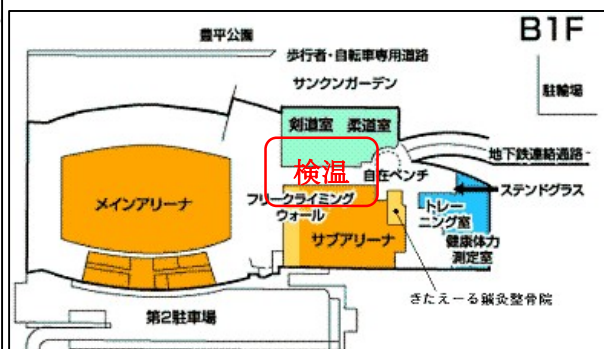 B1F
豊平公園
歩行者・自転車専用道路
サンクンガーデン
駐輪場
剣道室 柔道室
地下鉄連絡通路
検温
自在ベンチ
ステンドグラス
メインアリーナ
フリークライミング
ウォール
トレー
ニング室
サブアリーナ
健康体力
測定室
きたえーる鍼灸整骨院
第2駐車場